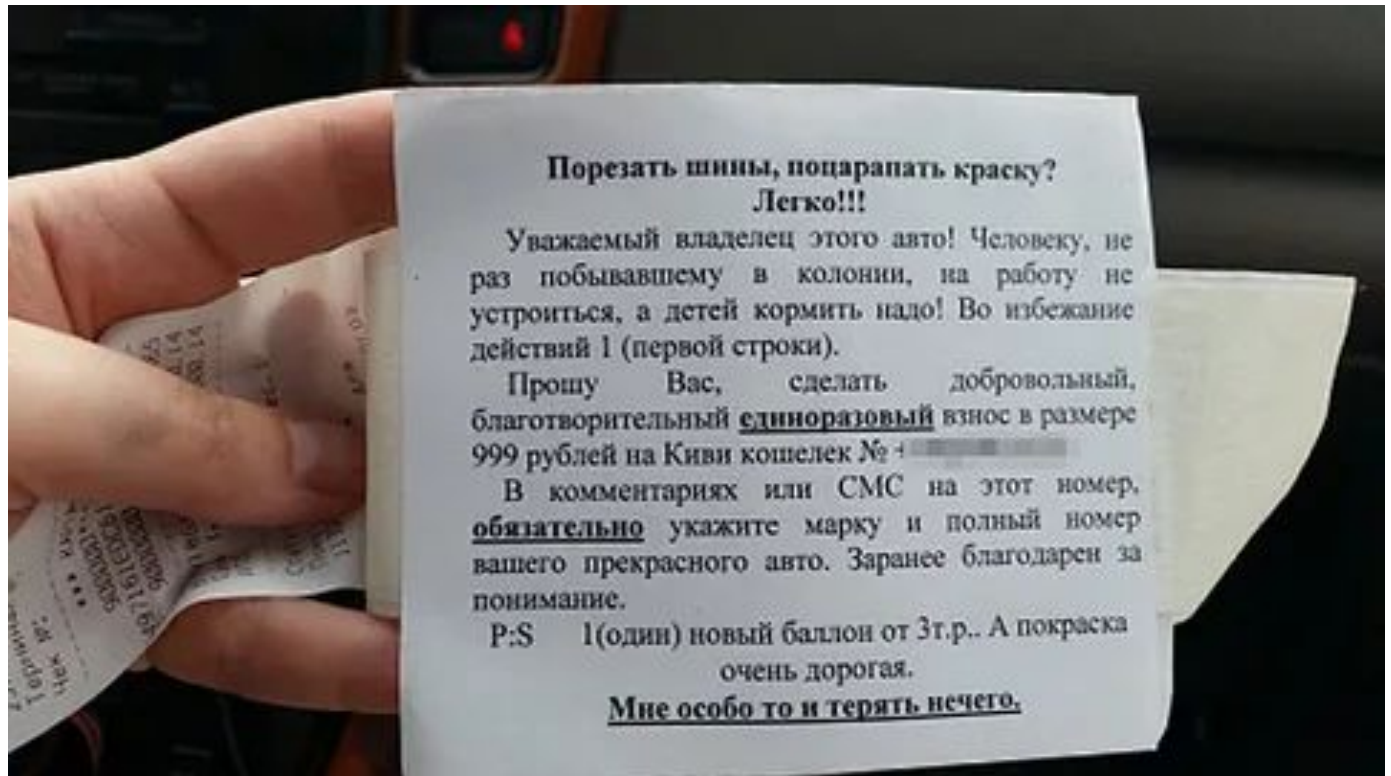 Порезать шины, поцарапать краску?
Легко!!!
Уважаемый владелец этого авто! Человеку, не
раз побывавшему в колонии, на работу не
устроиться, а детей кормить надо! Во избежание
действий 1 (первой строки).
Прошу Вас, сделать добровольный,
благотворительный единоразовый взнос в размере
999 рублей на Киви кошелек № +
В комментариях или СМС на этот номер,
обязательно укажите марку и полный номер
вашего прекрасного авто. Заранее благодарен за
понимание.
P:S 1(один) новый баллон от 3т.р.. А покраска
очень дорогая.
Мне особо то и терять нечего.